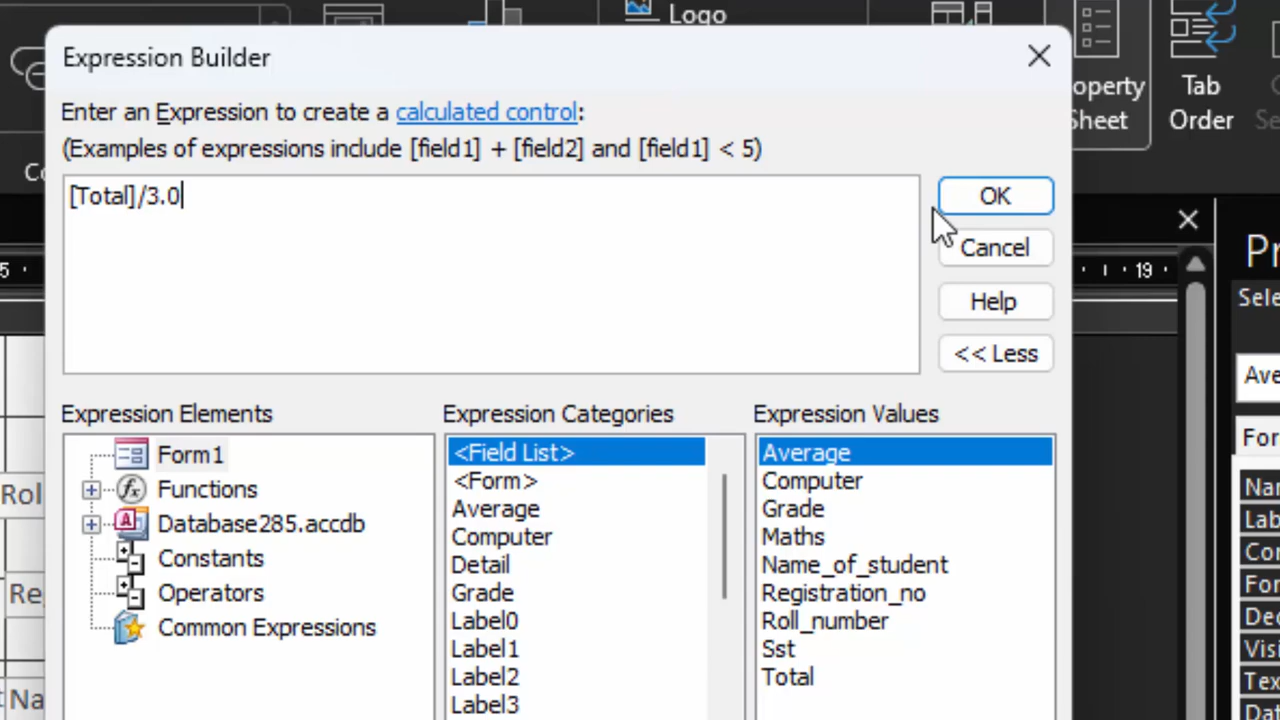 Logo
Expression Builder
Enter an Expression to create a calculated control:
(Examples of expressions include [field1] + [field2] and [field1] < 5)
[Total]/3.0
OK
Cancel
Help
<< Less
operty
Sheet
Tab
Order
5
19
Sele
Ave
For
Expression Elements
Form1
Functions
Database285.accdb
Constants
Operators
Common Expressions
Expression Categories
<Field List>
<Form>
Average
Computer
Detail
Grade
Label0
Label1
Label2
Label3
Expression Values
Average
Computer
Grade
Maths
Name_of_student
Registration_no
Roll_number
Sst
Total
Rol
Re
Na
Pr
Nan
Lab
Con
For
Dec
Visi
Tex
Dat